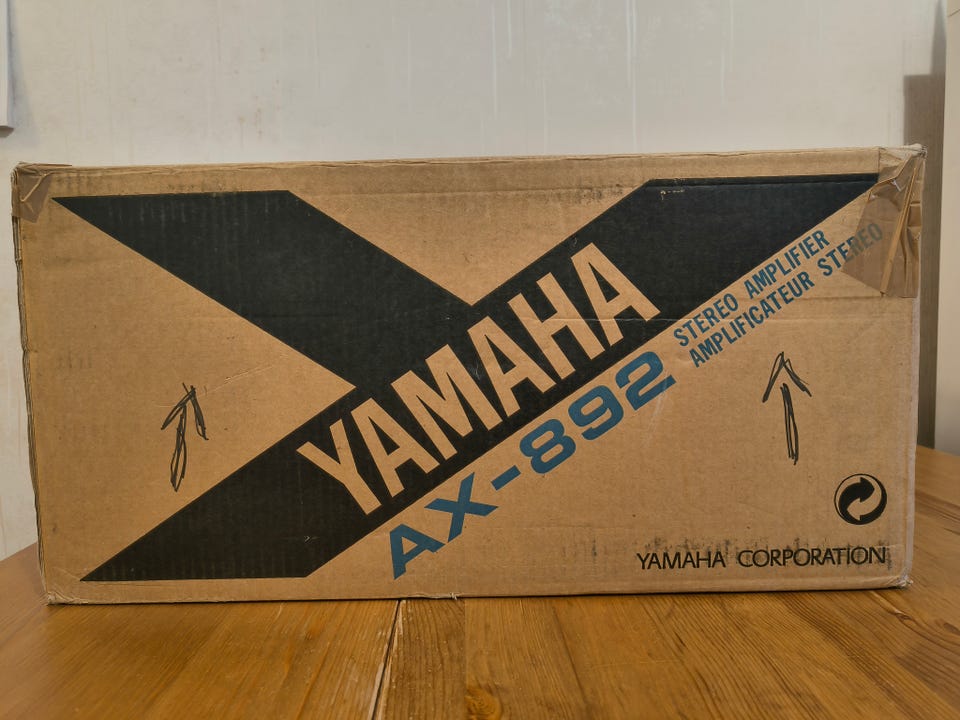 YAMAHA
AX-892
STEREO AMPLIFIER
AMPLIFICATEUR STEREO
YAMAHA CORPORATION